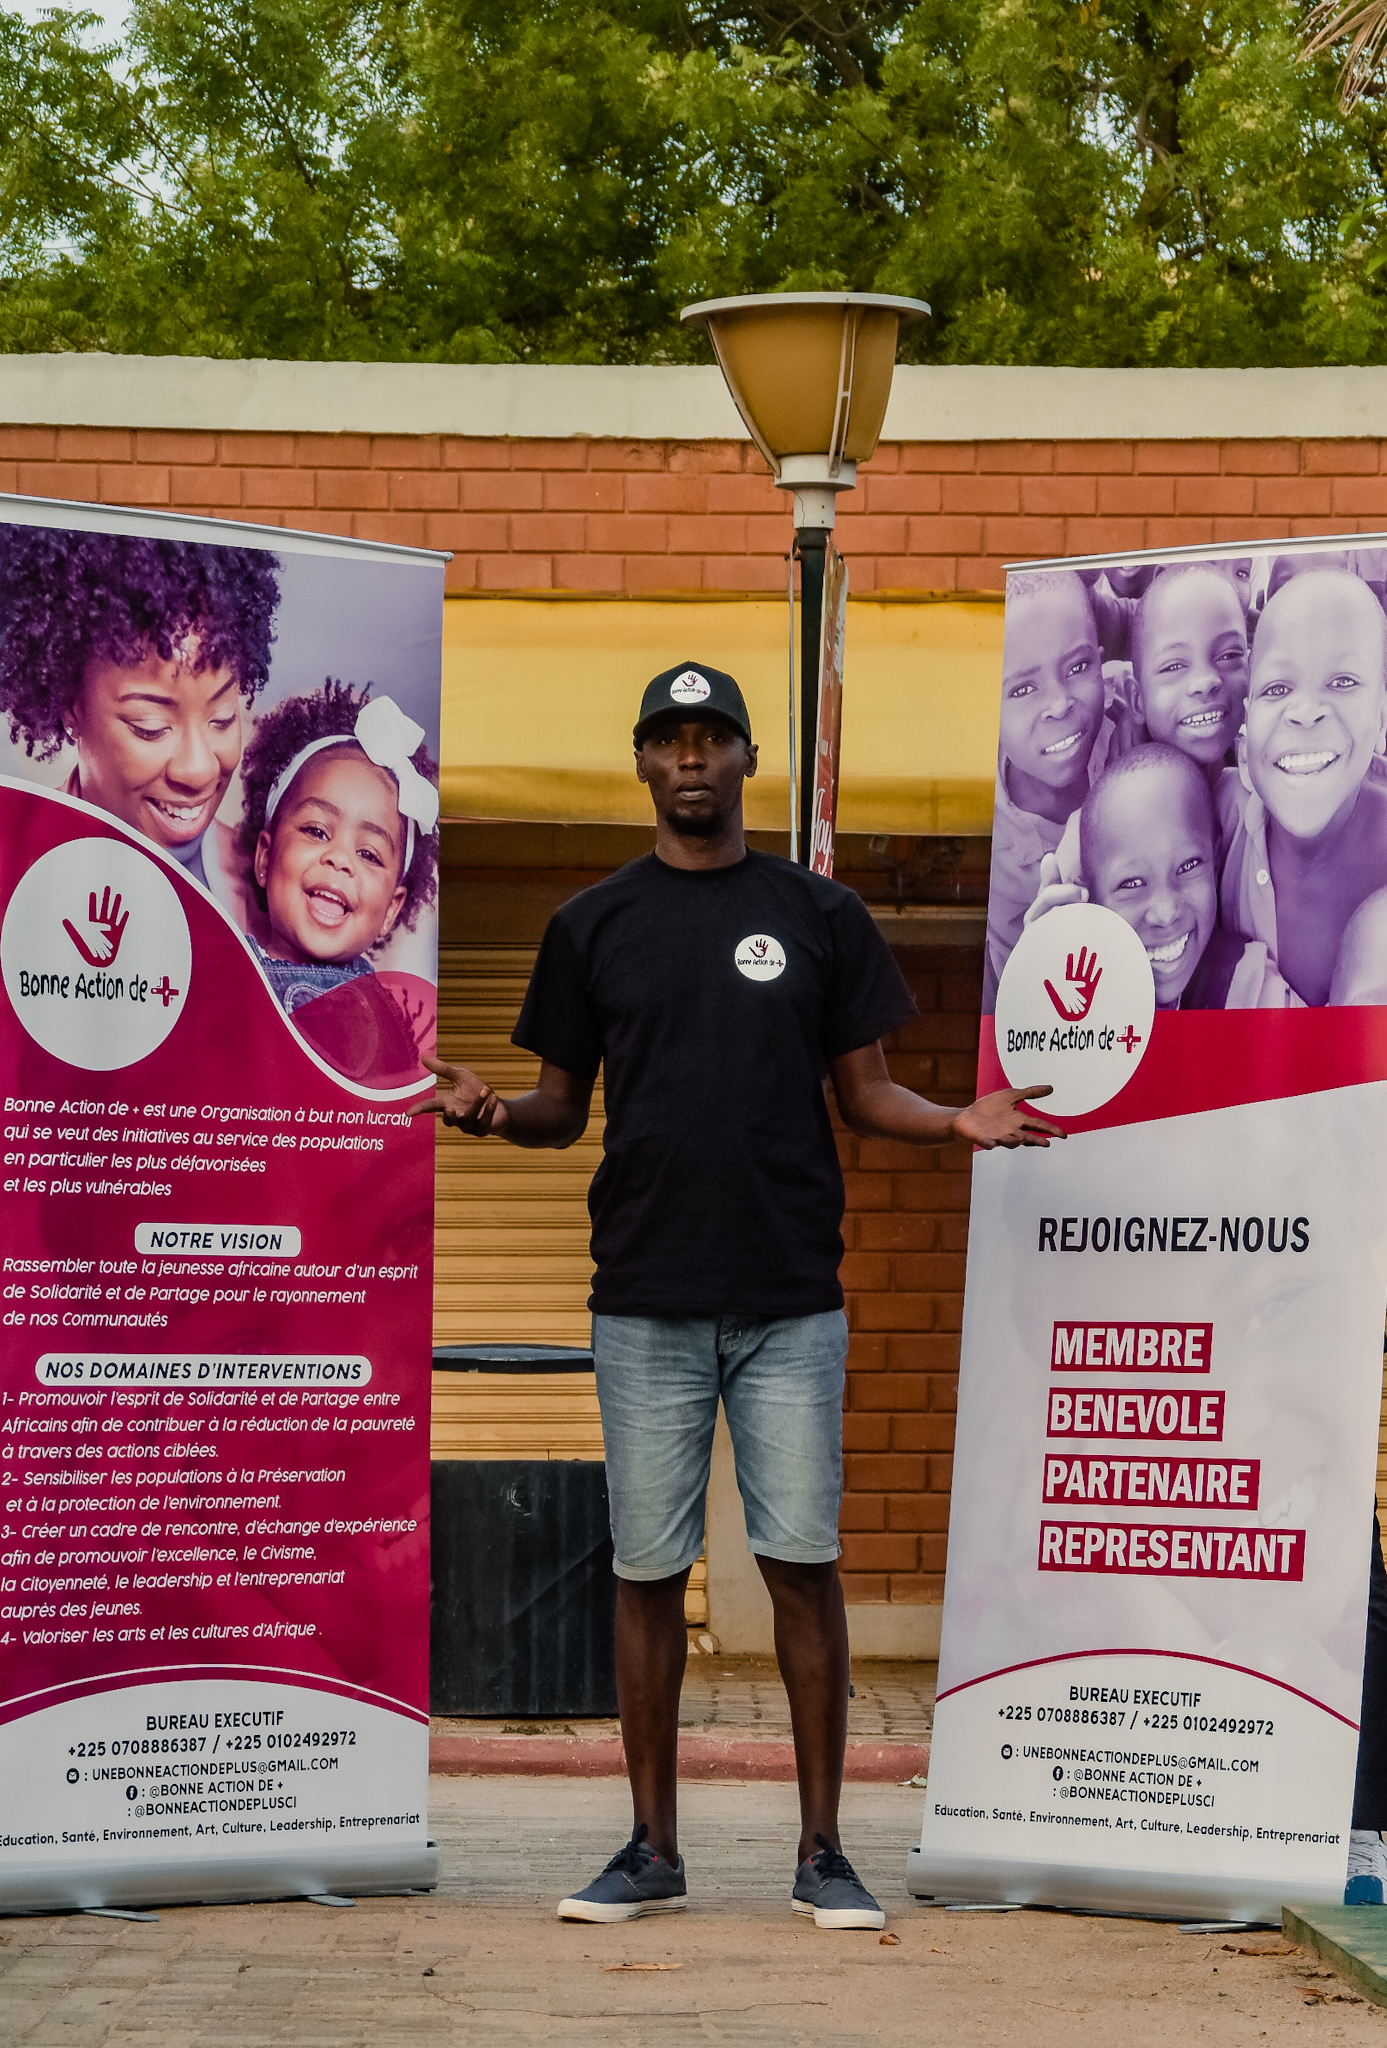 Bonne Action de +
Bonne Action de + est une Organisation à but non lucratif
qui se veut des initiatives au service des populations
en particulier les plus défavorisées
et les plus vulnérables
NOTRE VISION
Rassembler toute la jeunesse africaine autour d'un esprit
de Solidarité et de Partage pour le rayonnement
de nos Communautés
NOS DOMAINES D'INTERVENTIONS
1- Promouvoir l'esprit de Solidarité et de Partage entre
Africains afin de contribuer à la réduction de la pauvreté
à travers des actions ciblées.
2- Sensibiliser les populations à la Préservation
et à la protection de l'environnement.
3- Créer un cadre de rencontre, d'échange d'expérience
afin de promouvoir l'excellence, le Civisme,
la Citoyenneté, le leadership et l'entreprenariat
auprès des jeunes.
4- Valoriser les arts et les cultures d'Afrique .
BUREAU EXECUTIF
+225 0708886387 / +225 0102492972
: UNEBONNEACTIONDEPLUS@GMAIL.COM
f : @BONNE ACTION DE +
: @BONNEACTIONDEPLUSCI
Education, Santé, Environnement, Art, Culture, Leadership, Entreprenariat
Bonne Action de +
Bonne Action de +
Joy
Bonne Action de +
REJOIGNEZ-NOUS
MEMBRE
BENEVOLE
PARTENAIRE
REPRESENTANT
BUREAU EXECUTIF
+225 0708886387 / +225 0102492972
: UNEBONNEACTIONDEPLUS@GMAIL.COM
f : @BONNE ACTION DE +
: @BONNEACTIONDEPLUSCI
Education, Santé, Environnement, Art, Culture, Leadership, Entreprenariat